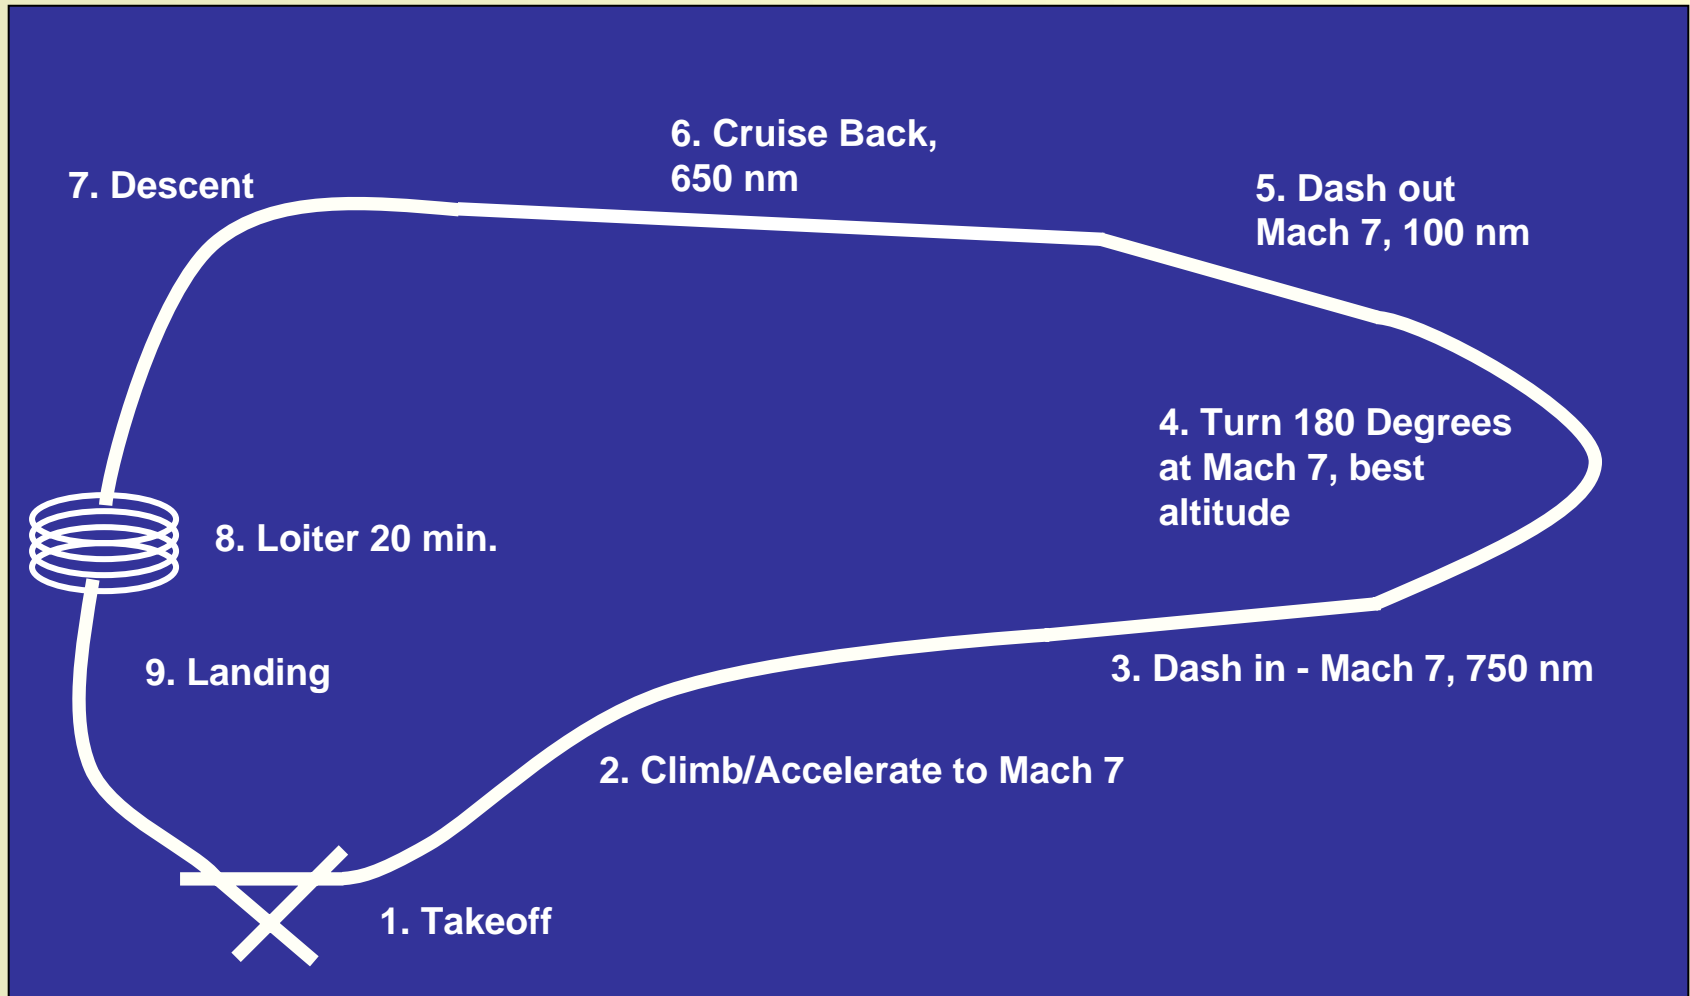 6. Cruise Back,
650 nm
7. Descent
5. Dash out
Mach 7, 100 nm
4. Turn 180 Degrees
at Mach 7, best
altitude
8. Loiter 20 min.
9. Landing
3. Dash in - Mach 7, 750 nm
2. Climb/Accelerate to Mach 7
1. Takeoff